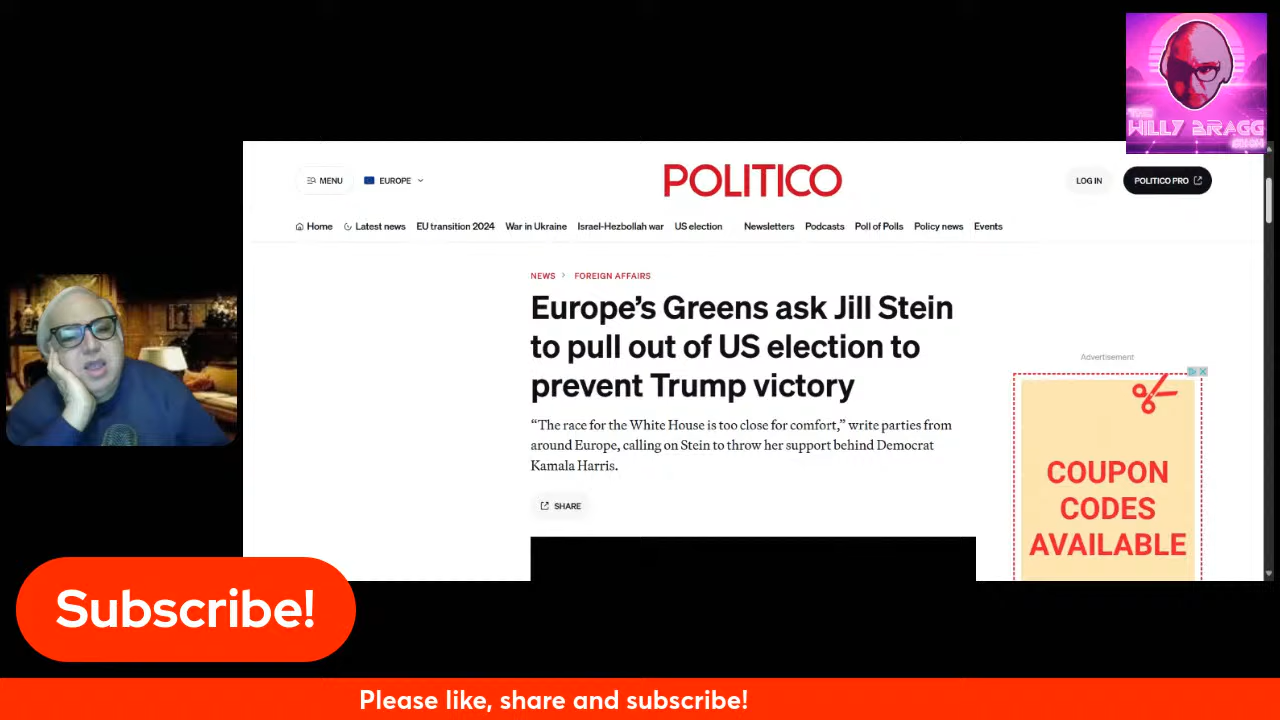 THE
WILLY BRAGG
SHOW
MENU
EUROPE
POLITICO
LOG IN
POLITICO PRO
Home
Latest news
EU transition 2024
War in Ukraine
Israel-Hezbollah war
US election
Newsletters
Podcasts
Poll of Polls
Policy news
Events
NEWS
FOREIGN AFFAIRS
Europe’s Greens ask Jill Stein
to pull out of US election to
prevent Trump victory
“The race for the White House is too close for comfort,” write parties from
around Europe, calling on Stein to throw her support behind Democrat
Kamala Harris.
SHARE
Advertisement
COUPON
CODES
AVAILABLE
Subscribe!
Please like, share and subscribe!